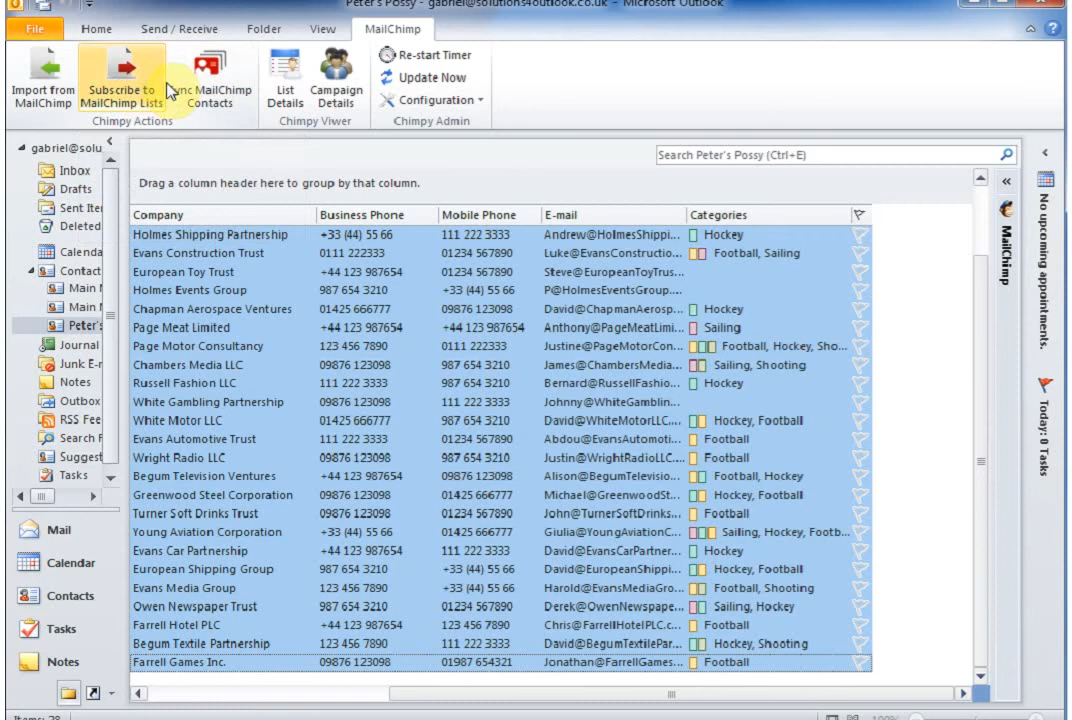 Peter's Possy - gabriel@solutions4outlook.co.uk - Microsoft Outlook
File Home Send / Receive Folder View MailChimp
Import from MailChimp
Subscribe to MailChimp Lists
Sync MailChimp Contacts
List Details
Campaign Details
Re-start Timer
Update Now
Configuration
Chimpy Actions Chimpy Viwer Chimpy Admin
gabriel@solu
Inbox
Drafts
Sent Iter
Deleted
Calenda
Contact
Main
Main
Peter's
Journal
Junk E-r
Notes
Outbox
RSS Fee
Search F
Suggest
Tasks
Mail
Calendar
Contacts
Tasks
Notes
Search Peter's Possy (Ctrl+E)
Drag a column header here to group by that column.
Company Business Phone Mobile Phone E-mail Categories
Holmes Shipping Partnership +33 (44) 55 66 111 222 3333 Andrew@HolmesShippi... Hockey
Evans Construction Trust 0111 222333 01234 567890 Luke@EvansConstructio... Football, Sailing
European Toy Trust +44 123 987654 01234 567890 Steve@EuropeanToyTrus...
Holmes Events Group 987 654 3210 +33 (44) 55 66 P@HolmesEventsGroup....
Chapman Aerospace Ventures 01425 666777 09876 123098 David@ChapmanAerosp... Hockey
Page Meat Limited +44 123 987654 +44 123 987654 Anthony@PageMeatLimi... Sailing
Page Motor Consultancy 123 456 7890 0111 222333 Justine@PageMotorCon... Football, Hockey, Sho...
Chambers Media LLC 09876 123098 987 654 3210 James@ChambersMedia... Sailing, Shooting
Russell Fashion LLC 111 222 3333 987 654 3210 Bernard@RussellFashio... Hockey
White Gambling Partnership 09876 123098 111 222 3333 Johnny@WhiteGamblin...
White Motor LLC 01425 666777 987 654 3210 David@WhiteMotorLLC.... Hockey, Football
Evans Automotive Trust 111 222 3333 01234 567890 Abdou@EvansAutomoti... Football
Wright Radio LLC 09876 123098 987 654 3210 Justin@WrightRadioLLC.... Football
Begum Television Ventures +44 123 987654 09876 123098 Alison@BegumTelevisio... Football, Hockey
Greenwood Steel Corporation 09876 123098 01425 666777 Michael@GreenwoodSt... Hockey, Football
Turner Soft Drinks Trust 09876 123098 01234 567890 John@TurnerSoftDrinks... Football
Young Aviation Corporation +33 (44) 55 66 01425 666777 Giulia@YoungAviationC... Sailing, Hockey, Footb...
Evans Car Partnership +44 123 987654 111 222 3333 David@EvansCarPartner... Hockey
European Shipping Group 987 654 3210 +33 (44) 55 66 David@EuropeanShippi... Hockey, Football
Evans Media Group 123 456 7890 +33 (44) 55 66 Harold@EvansMediaGro... Football, Shooting
Owen Newspaper Trust 987 654 3210 01234 567890 Derek@OwenNewspape... Sailing, Hockey
Farrell Hotel PLC +44 123 987654 123 456 7890 Chris@FarrellHotelPLC.c... Football
Begum Textile Partnership 123 456 7890 111 222 3333 David@BegumTextilePar... Hockey, Shooting
Farrell Games Inc. 09876 123098 01987 654321 Jonathan@FarrellGames... Football
MailChimp
No upcoming appointments.
Today: 0 Tasks
Items: 28
100%